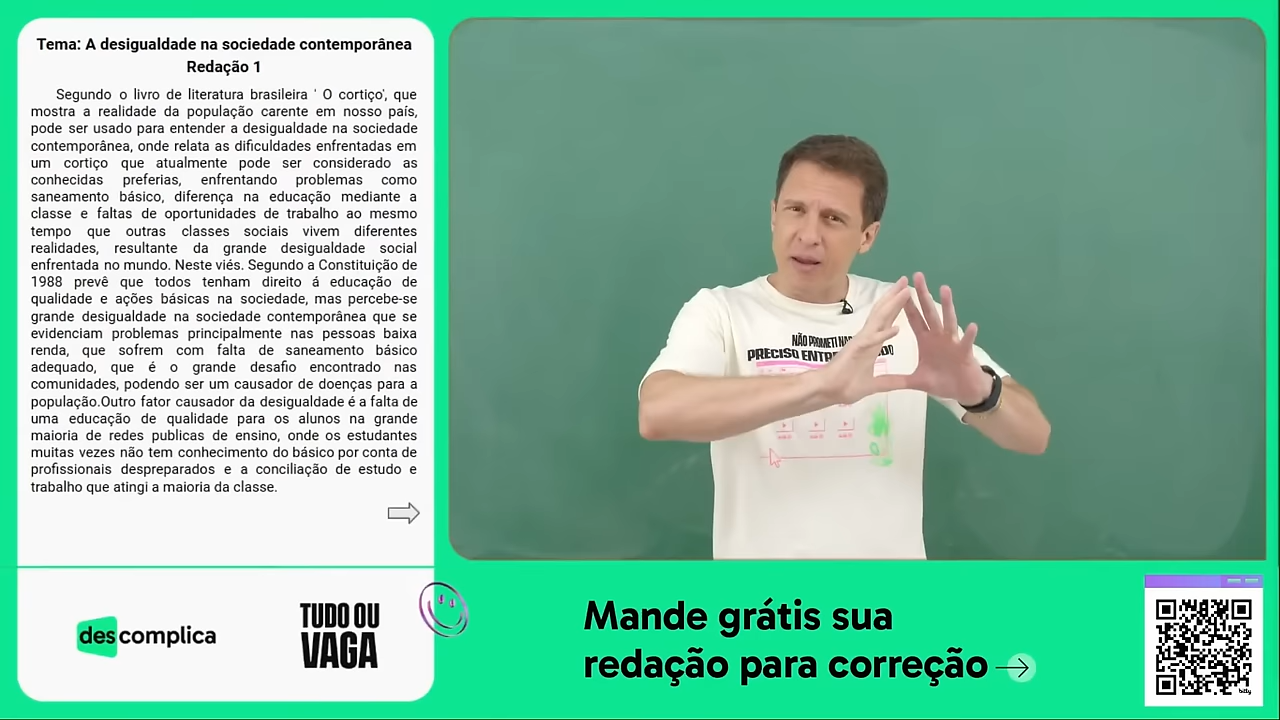 Tema: A desigualdade na sociedade contemporânea
Redação 1
Segundo o livro de literatura brasileira ' O cortiço', que
mostra a realidade da população carente em nosso país,
pode ser usado para entender a desigualdade na sociedade
contemporânea, onde relata as dificuldades enfrentadas em
um cortiço que atualmente pode ser considerado as
conhecidas preferias, enfrentando problemas como
saneamento básico, diferença na educação mediante a
classe e faltas de oportunidades de trabalho ao mesmo
tempo que outras classes sociais vivem diferentes
realidades, resultante da grande desigualdade social
enfrentada no mundo. Neste viés. Segundo a Constituição de
1988 prevê que todos tenham direito á educação de
qualidade e ações básicas na sociedade, mas percebe-se
grande desigualdade na sociedade contemporânea que se
evidenciam problemas principalmente nas pessoas baixa
renda, que sofrem com falta de saneamento básico
adequado, que é o grande desafio encontrado nas
comunidades, podendo ser um causador de doenças para a
população.Outro fator causador da desigualdade é a falta de
uma educação de qualidade para os alunos na grande
maioria de redes publicas de ensino, onde os estudantes
muitas vezes não tem conhecimento do básico por conta de
profissionais despreparados e a conciliação de estudo e
trabalho que atingi a maioria da classe.
NÃO PROMETI
PRECISO
descomplica
TUDO OU
VAGA
Mande grátis sua
redação para correção
bitly